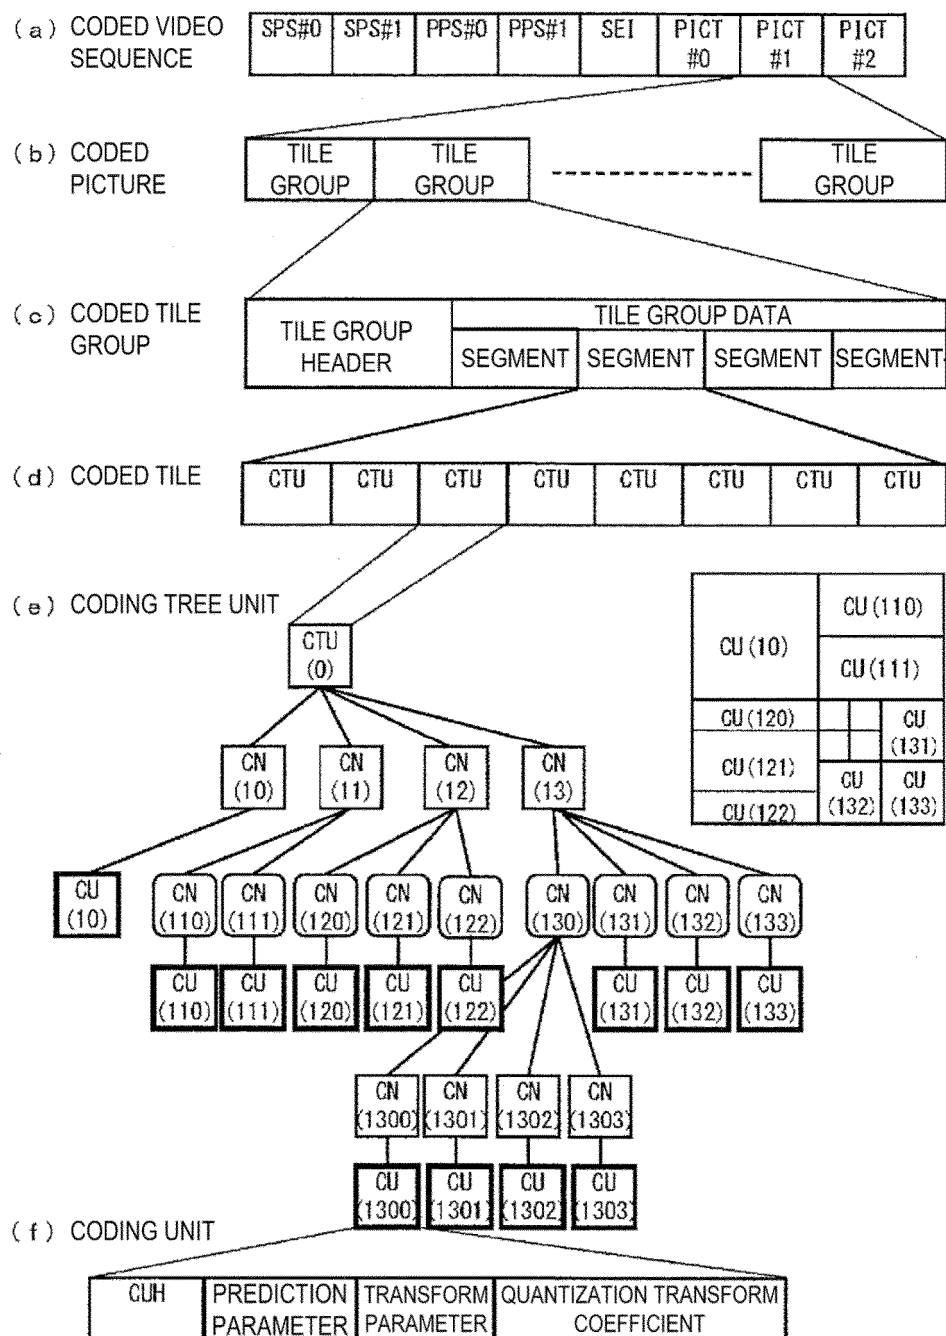 (a) CODED VIDEO SEQUENCE
SPS#0 SPS#1 PPS#0 PPS#1 SEI PICT #0 PICT #1 PICT #2
(b) CODED PICTURE
TILE GROUP TILE GROUP TILE GROUP
(c) CODED TILE GROUP
TILE GROUP HEADER
TILE GROUP DATA
SEGMENT SEGMENT SEGMENT SEGMENT
(d) CODED TILE
CTU CTU CTU CTU CTU CTU CTU CTU
(e) CODING TREE UNIT
CTU (0)
CU(10)
CU(110)
CU(111)
CU(120)
CU(121)
CU(122)
CU (131)
CU (132)
CU (133)
CN (10) CN (11) CN (12) CN (13)
CU (10) CN (110) CN (111) CN (120) CN (121) CN (122) CN (130) CN (131) CN (132) CN (133)
CU (110) CU (111) CU (120) CU (121) CU (122) CU (131) CU (132) CU (133)
CN (1300) CN (1301) CN (1302) CN (1303)
CU (1300) CU (1301) CU (1302) CU (1303)
(f) CODING UNIT
CUH PREDICTION PARAMETER TRANSFORM PARAMETER QUANTIZATION TRANSFORM COEFFICIENT